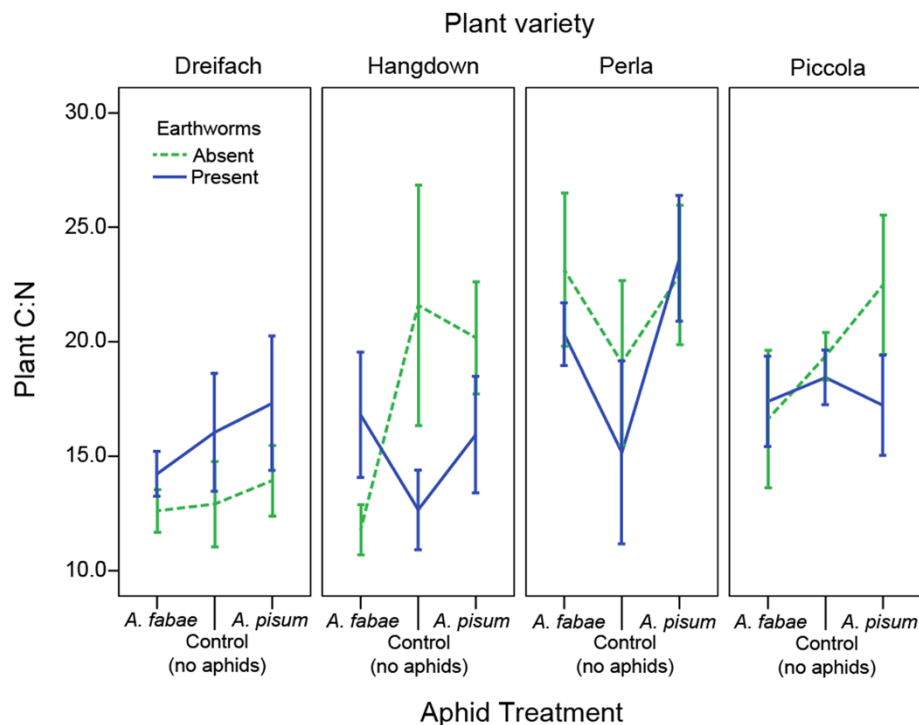 Plant variety
Dreifach Hangdown Perla Piccola
Plant C:N
30.0
25.0
20.0
15.0
10.0
Earthworms
Absent
Present
A. fabae A. pisum A. fabae A. pisum A. fabae A. pisum A. fabae A. pisum
Control Control Control Control
(no aphids) (no aphids) (no aphids) (no aphids)
Aphid Treatment